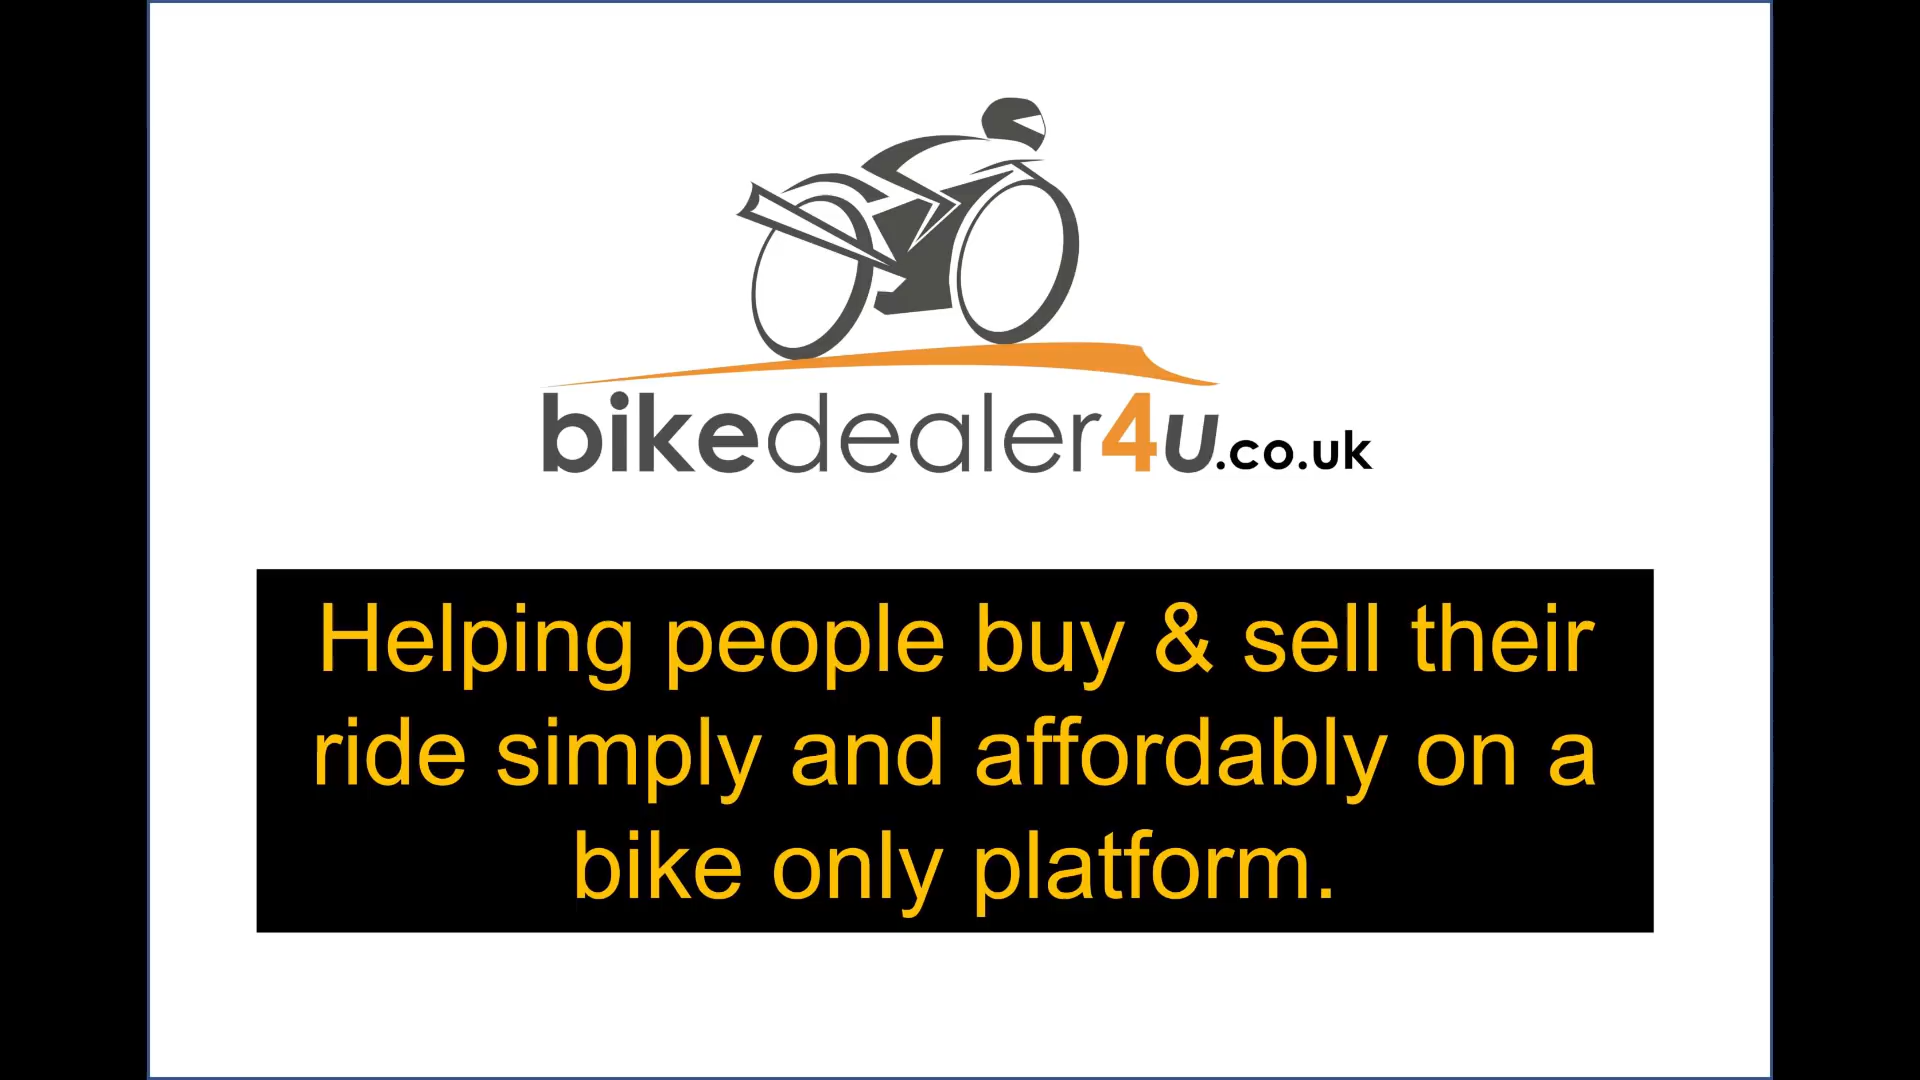 bikedealer4u.co.uk
Helping people buy & sell their
ride simply and affordably on a
bike only platform.